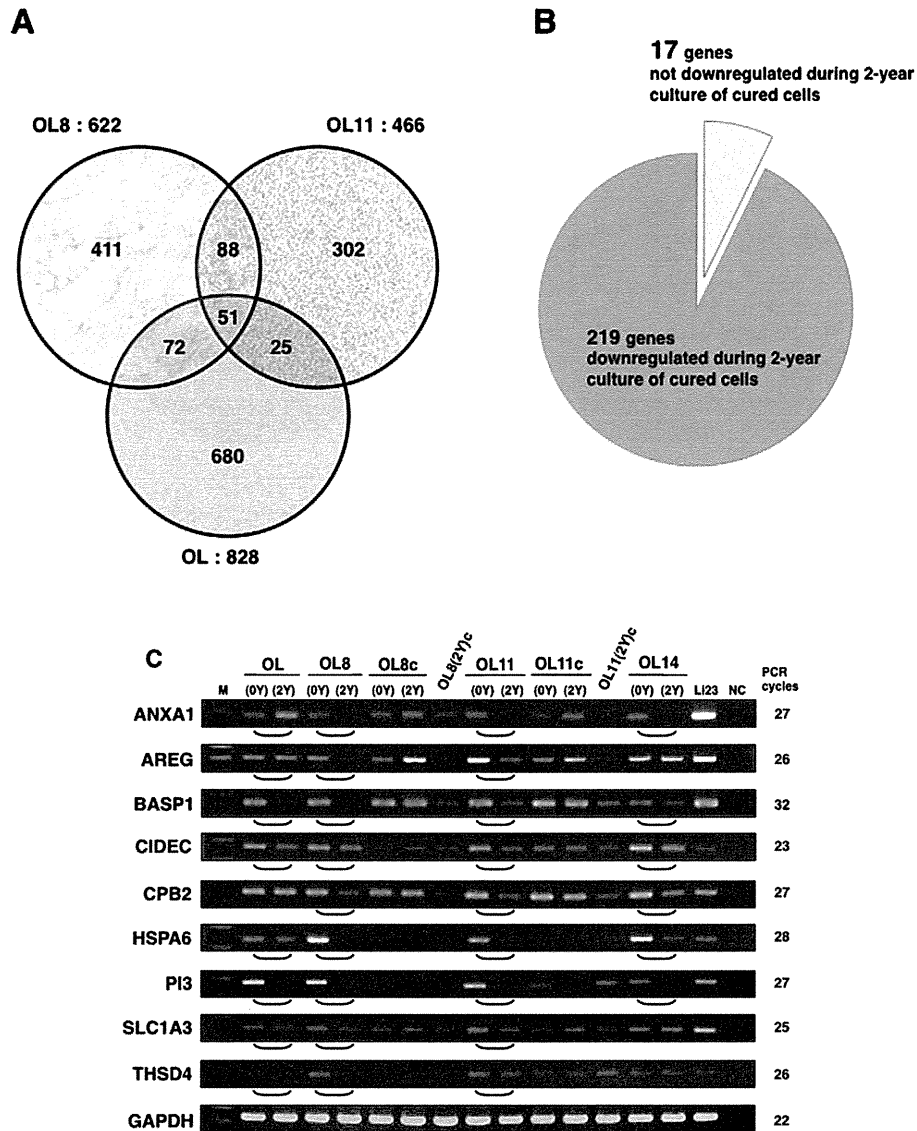 A
OL8 : 622
OL11 : 466
411
88
302
51
72
25
680
OL : 828
B
17 genes
not downregulated during 2-year
culture of cured cells
219 genes
downregulated during 2-year
culture of cured cells
C
OL OL8 OL8c OL8(2Y)c OL11 OL11c OL11(2Y)c OL14 PCR cycles
M (0Y) (2Y) (0Y) (2Y) (0Y) (2Y) (0Y) (2Y) (0Y) (2Y) (0Y) (2Y) Li23 NC
ANXA1 27
AREG 26
BASP1 32
CIDEC 23
CPB2 27
HSPA6 28
PI3 27
SLC1A3 25
THSD4 26
GAPDH 22